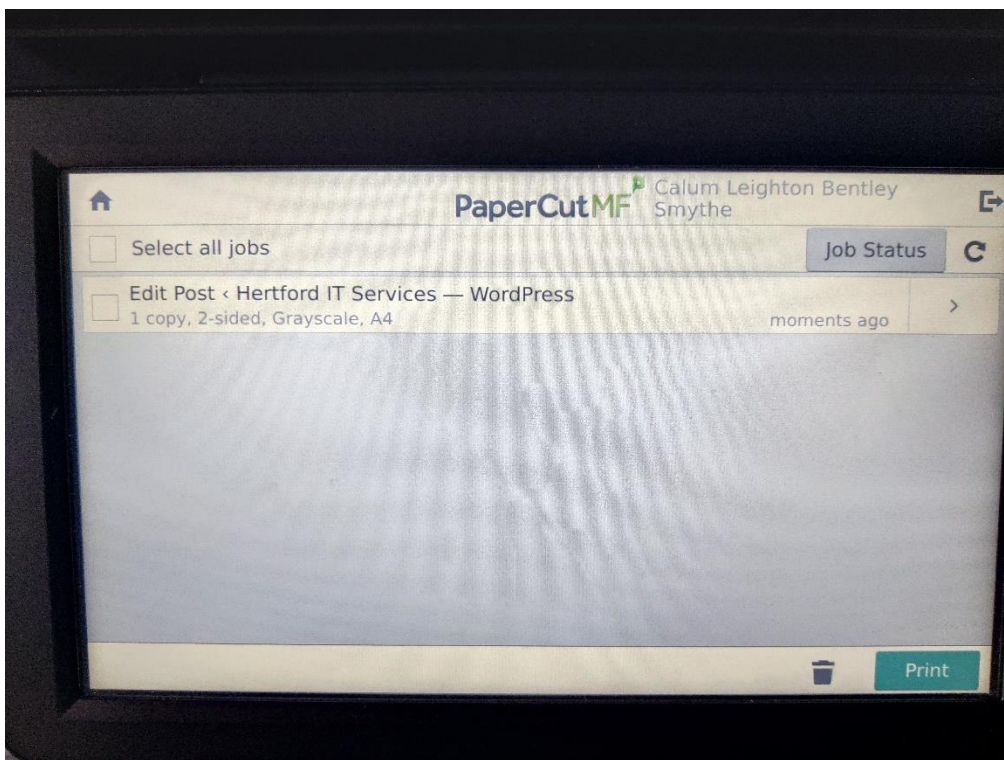 PaperCutMF Calum Leighton Bentley
Smythe
Select all jobs
Job Status
Edit Post ‹ Hertford IT Services — WordPress
1 copy, 2-sided, Grayscale, A4
moments ago
Print